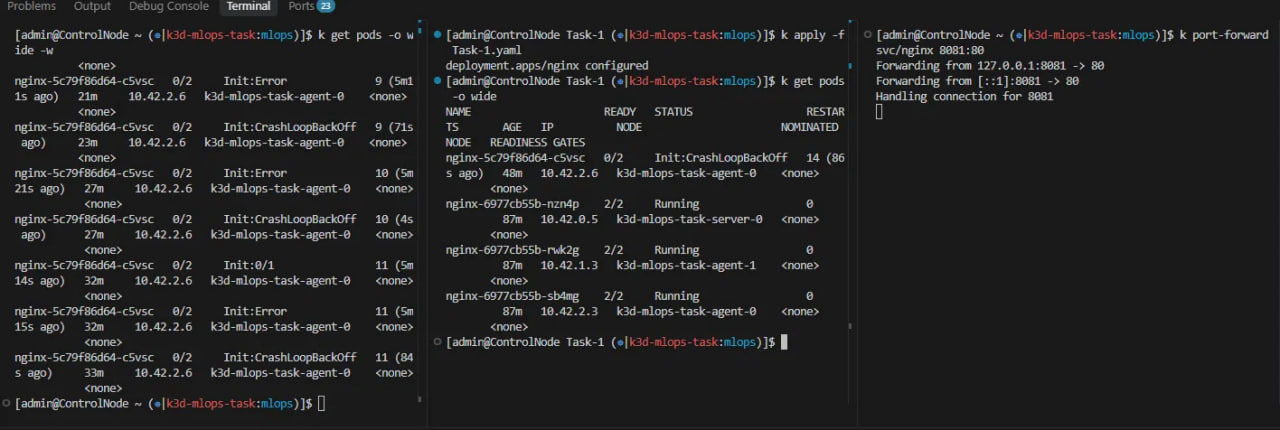 Problems Output Debug Console Terminal Ports 23
[admin@ControlNode ~ (|k3d-mlops-task:mlops)]$ k get pods -o w
ide -w
<none>
nginx-5c79f86d64-c5vsc 0/2 Init:Error 9 (5m1
1s ago) 21m 10.42.2.6 k3d-mlops-task-agent-0 <none>
<none>
nginx-5c79f86d64-c5vsc 0/2 Init:CrashLoopBackOff 9 (71s
ago) 23m 10.42.2.6 k3d-mlops-task-agent-0 <none>
<none>
nginx-5c79f86d64-c5vsc 0/2 Init:Error 10 (5m
21s ago) 27m 10.42.2.6 k3d-mlops-task-agent-0 <none>
<none>
nginx-5c79f86d64-c5vsc 0/2 Init:CrashLoopBackOff 10 (4s
ago) 27m 10.42.2.6 k3d-mlops-task-agent-0 <none>
<none>
nginx-5c79f86d64-c5vsc 0/2 Init:0/1 11 (5m
14s ago) 32m 10.42.2.6 k3d-mlops-task-agent-0 <none>
<none>
nginx-5c79f86d64-c5vsc 0/2 Init:Error 11 (5m
15s ago) 32m 10.42.2.6 k3d-mlops-task-agent-0 <none>
<none>
nginx-5c79f86d64-c5vsc 0/2 Init:CrashLoopBackOff 11 (84
s ago) 33m 10.42.2.6 k3d-mlops-task-agent-0 <none>
<none>
[admin@ControlNode ~ (|k3d-mlops-task:mlops)]$
[admin@ControlNode Task-1 (|k3d-mlops-task:mlops)]$ k apply -f
Task-1.yaml
deployment.apps/nginx configured
[admin@ControlNode Task-1 (|k3d-mlops-task:mlops)]$ k get pods
-o wide
NAME READY STATUS RESTAR
TS AGE IP NODE NOMINATED
NODE READINESS GATES
nginx-5c79f86d64-c5vsc 0/2 Init:CrashLoopBackOff 14 (86
s ago) 48m 10.42.2.6 k3d-mlops-task-agent-0 <none>
<none>
nginx-6977cb55b-nzn4p 2/2 Running 0
87m 10.42.0.5 k3d-mlops-task-server-0 <none>
<none>
nginx-6977cb55b-rwk2g 2/2 Running 0
87m 10.42.1.3 k3d-mlops-task-agent-1 <none>
<none>
nginx-6977cb55b-sb4mg 2/2 Running 0
87m 10.42.2.3 k3d-mlops-task-agent-0 <none>
<none>
[admin@ControlNode Task-1 (|k3d-mlops-task:mlops)]$
[admin@ControlNode ~ (|k3d-mlops-task:mlops)]$ k port-forward
svc/nginx 8081:80
Forwarding from 127.0.0.1:8081 -> 80
Forwarding from [::1]:8081 -> 80
Handling connection for 8081